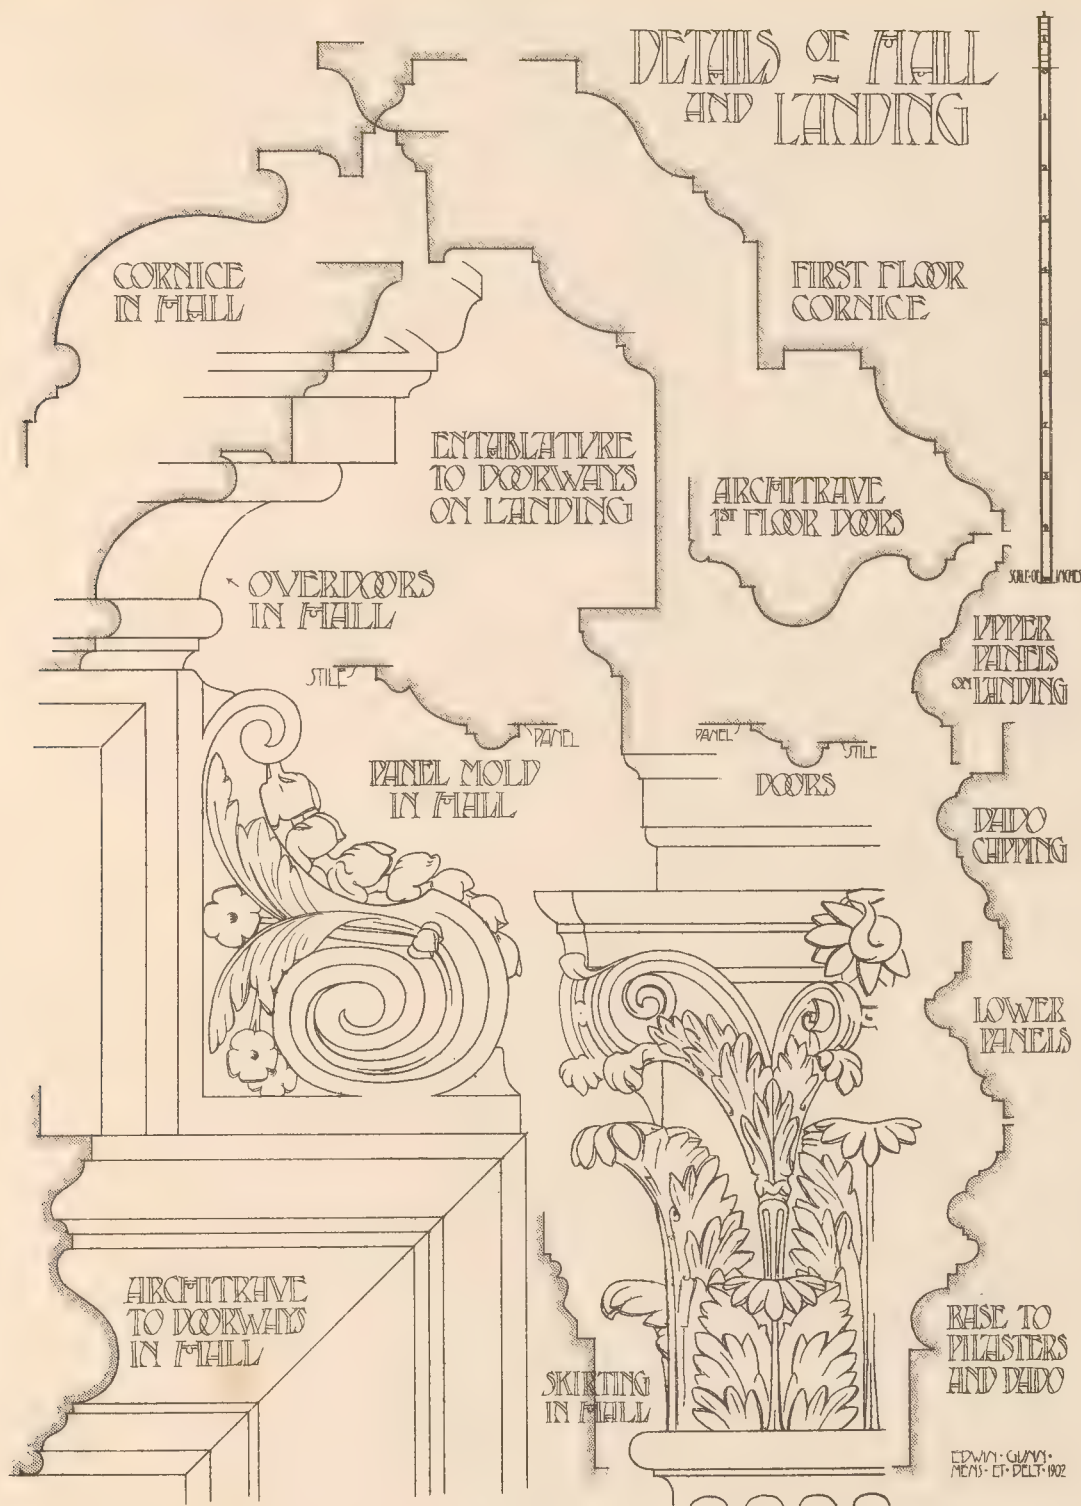 DETAILS OF HALL
AND LANDING
CORNICE
IN HALL
FIRST FLOOR
CORNICE
ENTABLATVRE
TO DOORWAYS
ON LANDING
ARCHITRAVE
1ST FLOOR DOORS
SCALE OF INCHES
OVERDOORS
IN HALL
VPPER
PANELS
ON LANDING
STILE
PANEL
PANEL MOLD
IN HALL
PANEL
STILE
DOORS
DADO
CAPPING
LOWER
PANELS
ARCHITRAVE
TO DOORWAYS
IN HALL
SKIRTING
IN HALL
BASE TO
PILASTERS
AND DADO
EDWIN · GUNN ·
MENS · ET · DELT · 1902